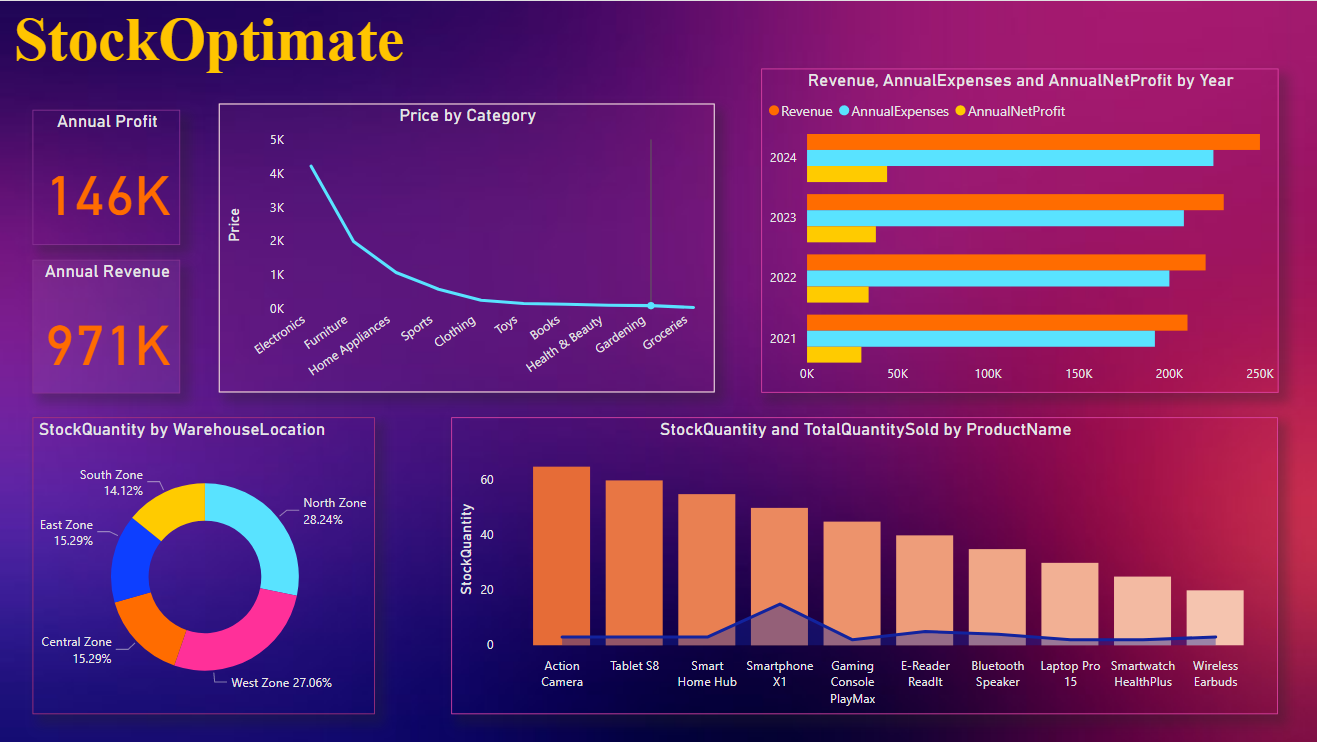 StockOptimate
Annual Profit
146K
Annual Revenue
971K
Price by Category
Price
5K
4K
3K
2K
1K
0K
Electronics
Furniture
Home Appliances
Sports
Clothing
Toys
Books
Health & Beauty
Gardening
Groceries
Revenue, AnnualExpenses and AnnualNetProfit by Year
Revenue AnnualExpenses AnnualNetProfit
2024
2023
2022
2021
0K 50K 100K 150K 200K 250K
StockQuantity by WarehouseLocation
South Zone
14.12%
North Zone
28.24%
East Zone
15.29%
Central Zone
15.29%
West Zone 27.06%
StockQuantity and TotalQuantitySold by ProductName
StockQuantity
60
40
20
0
Action
Camera
Tablet S8
Smart
Home Hub
Smartphone
X1
Gaming
Console
PlayMax
E-Reader
ReadIt
Bluetooth
Speaker
Laptop Pro
15
Smartwatch
HealthPlus
Wireless
Earbuds